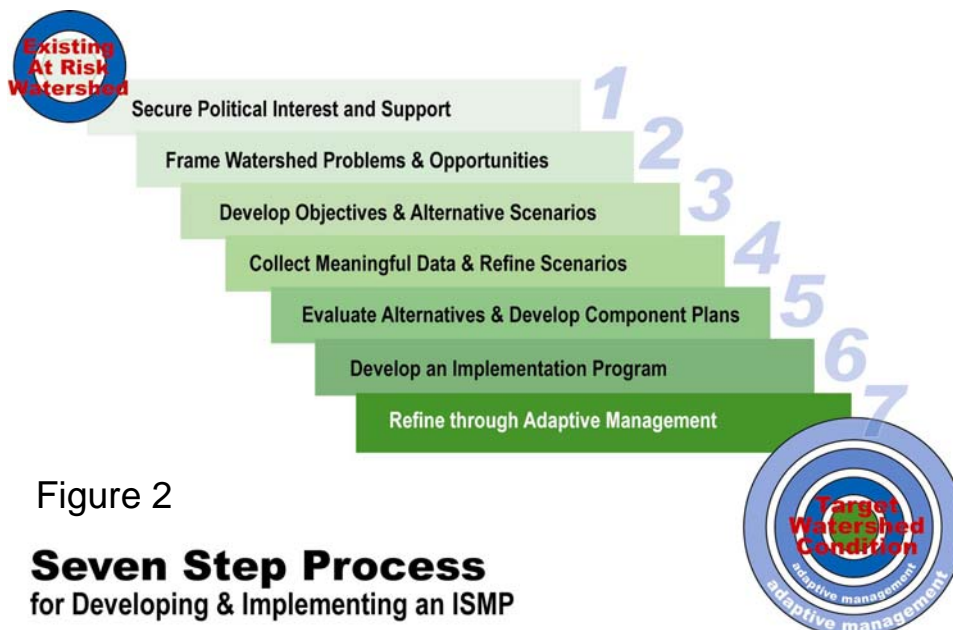 Existing
At Risk
Watershed
Secure Political Interest and Support
1
Frame Watershed Problems & Opportunities
2
Develop Objectives & Alternative Scenarios
3
Collect Meaningful Data & Refine Scenarios
4
Evaluate Alternatives & Develop Component Plans
5
Develop an Implementation Program
6
Refine through Adaptive Management
7
Figure 2
Seven Step Process
for Developing & Implementing an ISMP
Target
Watershed
Condition
adaptive management
adaptive management